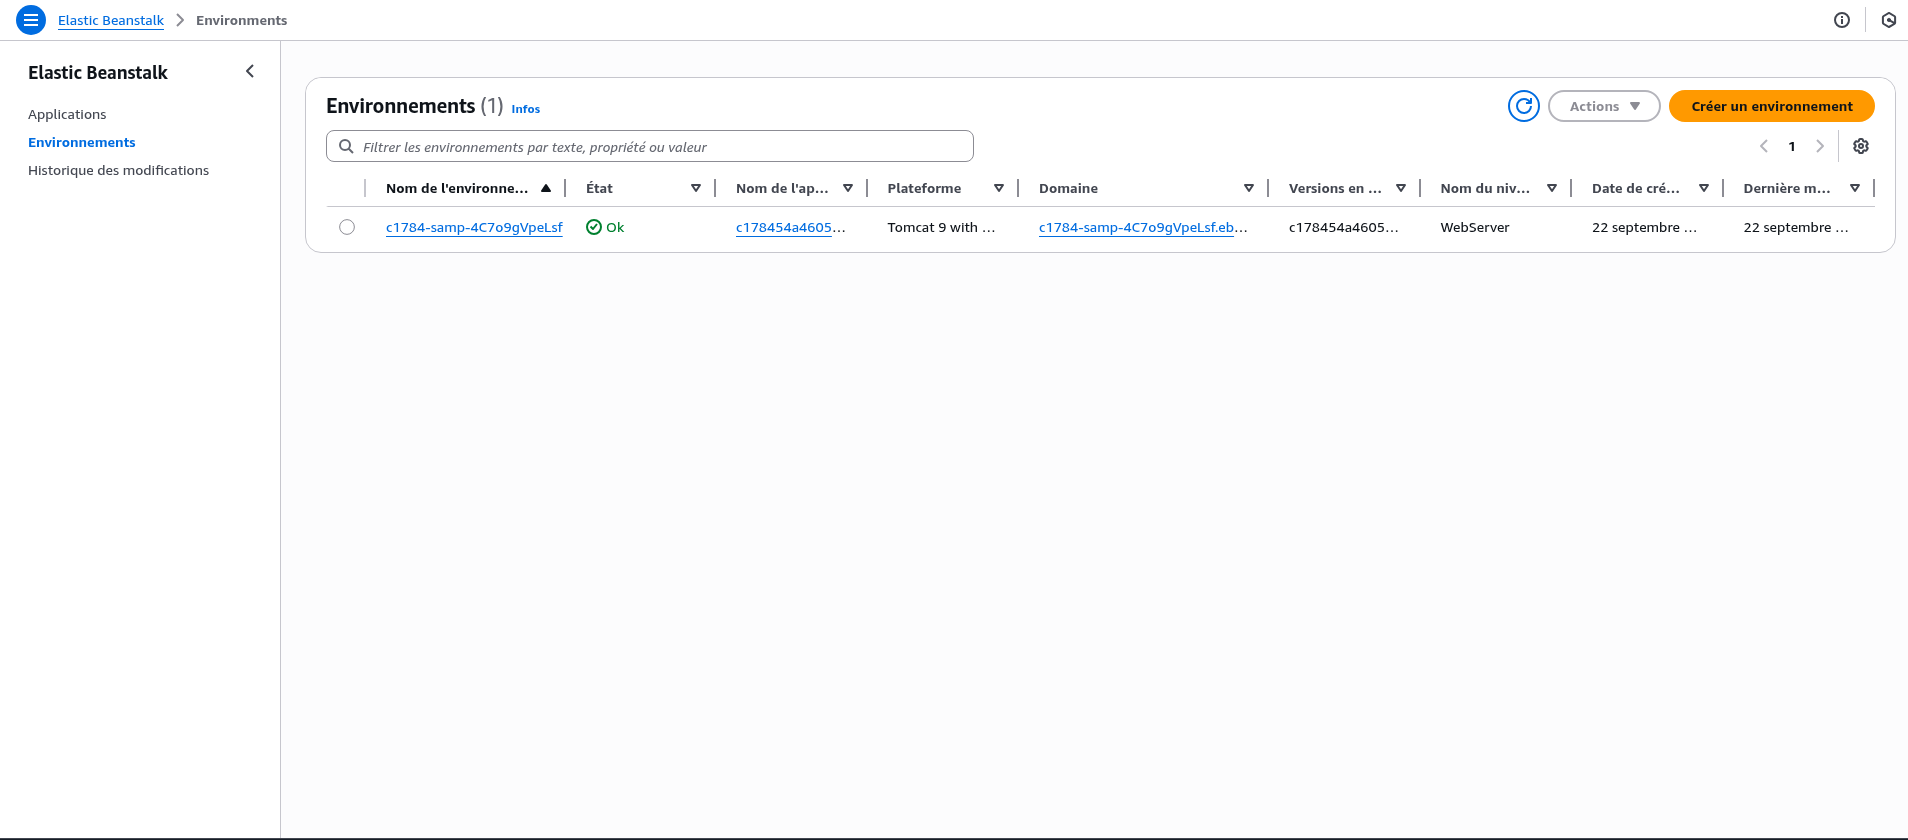 Elastic Beanstalk > Environments
Elastic Beanstalk
Applications
Environnements
Historique des modifications
Environnements (1) Infos
Actions
Créer un environnement
Filtrer les environnements par texte, propriété ou valeur
1
Nom de l'environne... État Nom de l'ap... Plateforme Domaine Versions en ... Nom du niv... Date de cré... Dernière m...
c1784-samp-4C7o9gVpeLsf Ok c178454a4605... Tomcat 9 with ... c1784-samp-4C7o9gVpeLsf.eb... c178454a4605... WebServer 22 septembre ... 22 septembre ...